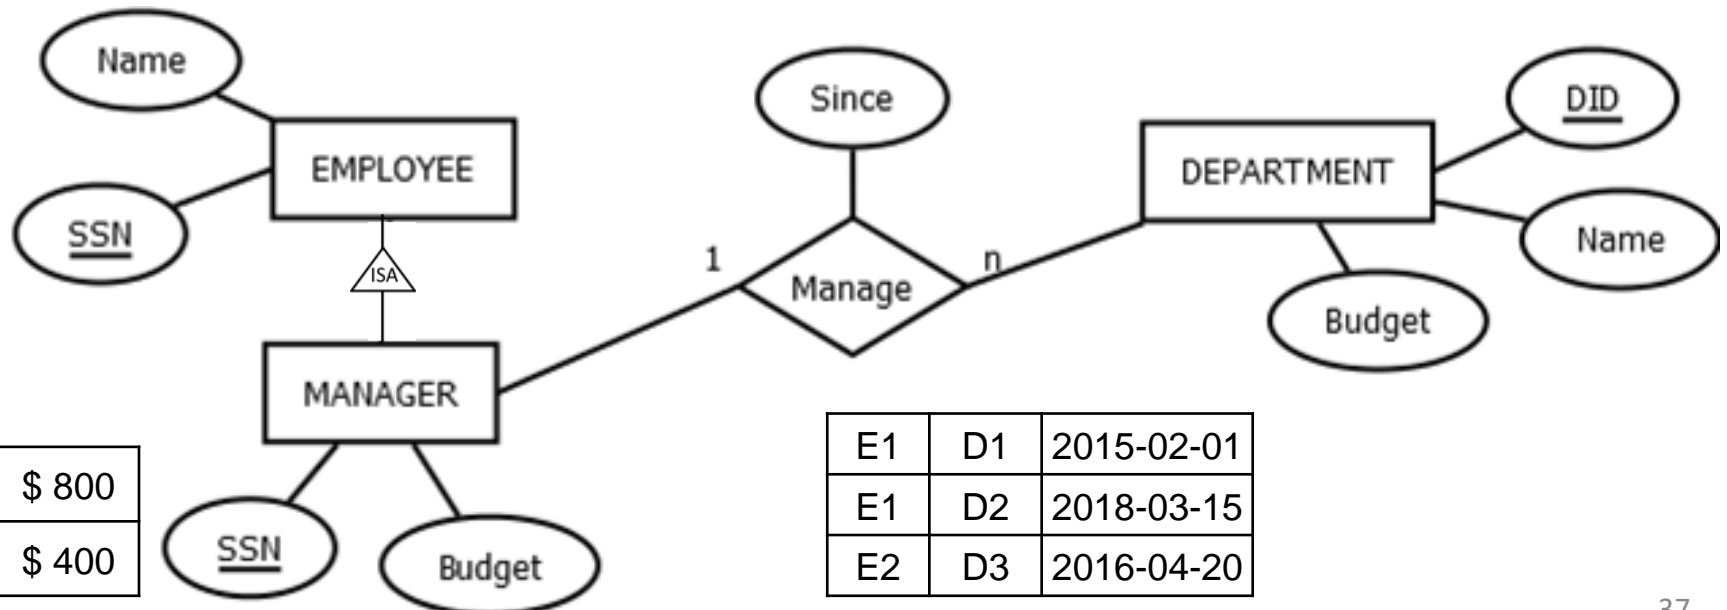 Name
SSN
EMPLOYEE
ISA
MANAGER
SSN
Budget
1
Since
Manage
n
DEPARTMENT
DID
Name
Budget
$ 800
$ 400
E1 D1 2015-02-01
E1 D2 2018-03-15
E2 D3 2016-04-20
37